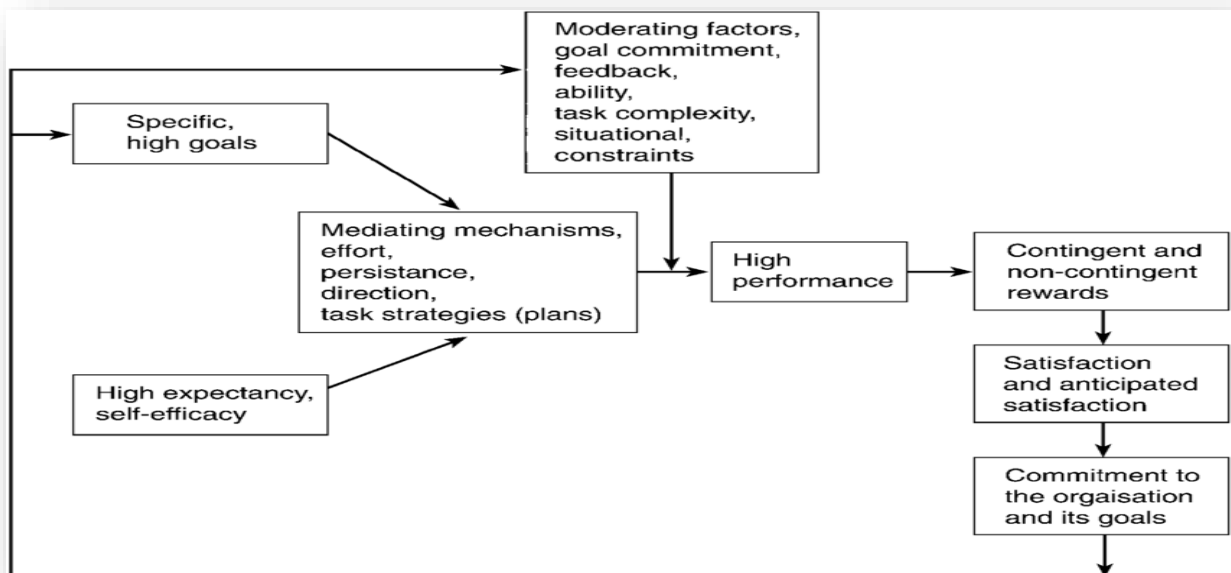 Moderating factors,
goal commitment,
feedback,
ability,
task complexity,
situational,
constraints
Specific,
high goals
Mediating mechanisms,
effort,
persistance,
direction,
task strategies (plans)
High
performance
Contingent and
non-contingent
rewards
High expectancy,
self-efficacy
Satisfaction
and anticipated
satisfaction
Commitment to
the orgaisation
and its goals